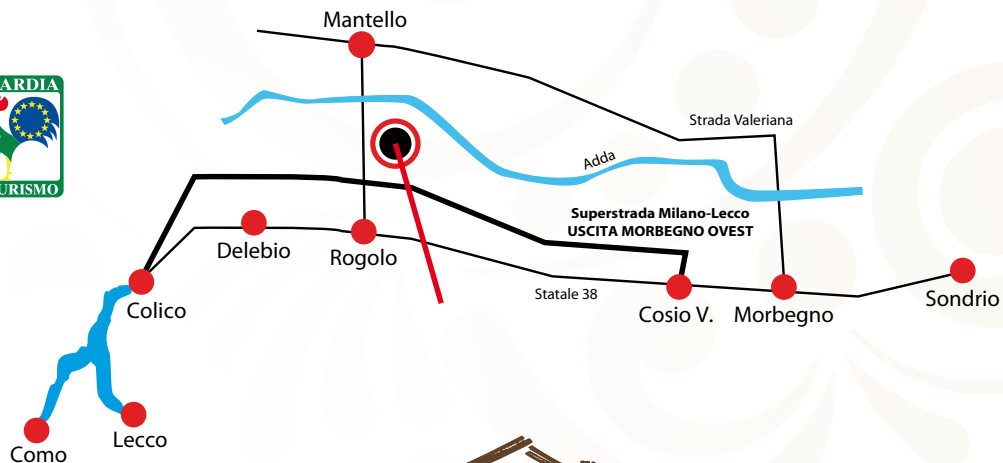 Mantello
ARDIA
URISMO
Strada Valeriana
Adda
Superstrada Milano-Lecco
USCITA MORBEGNO OVEST
Delebio
Rogolo
Colico
Statale 38
Cosio V.
Morbegno
Sondrio
Lecco
Como